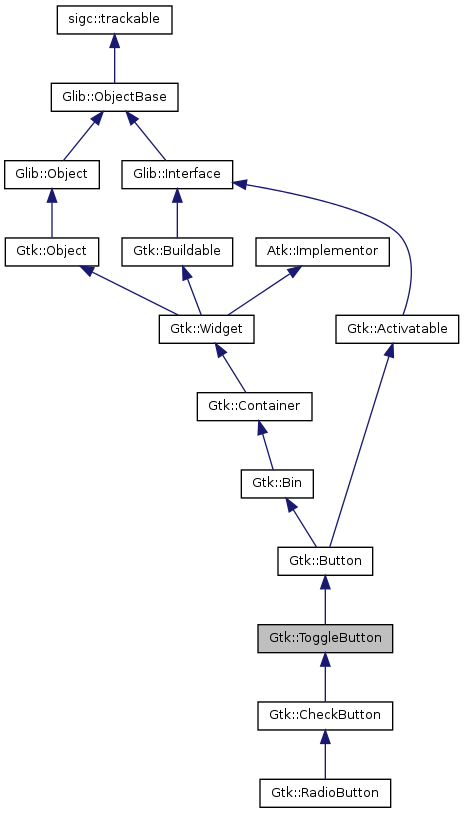 sigc::trackable
Glib::ObjectBase
Glib::Object
Glib::Interface
Gtk::Object
Gtk::Buildable
Atk::Implementor
Gtk::Widget
Gtk::Activatable
Gtk::Container
Gtk::Bin
Gtk::Button
Gtk::ToggleButton
Gtk::CheckButton
Gtk::RadioButton